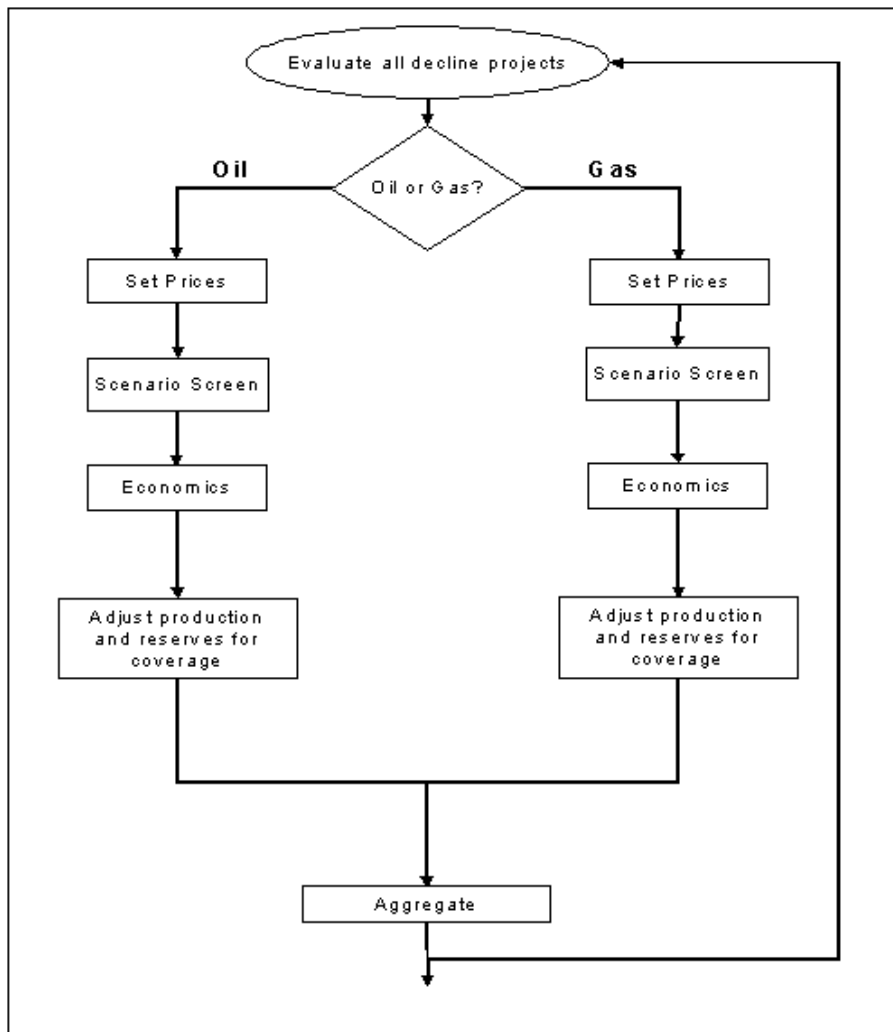 Evaluate all decline projects
Oil or Gas?
Oil
Gas
Set Prices
Set Prices
Scenario Screen
Scenario Screen
Economics
Economics
Adjust production
and reserves for
coverage
Adjust production
and reserves for
coverage
Aggregate